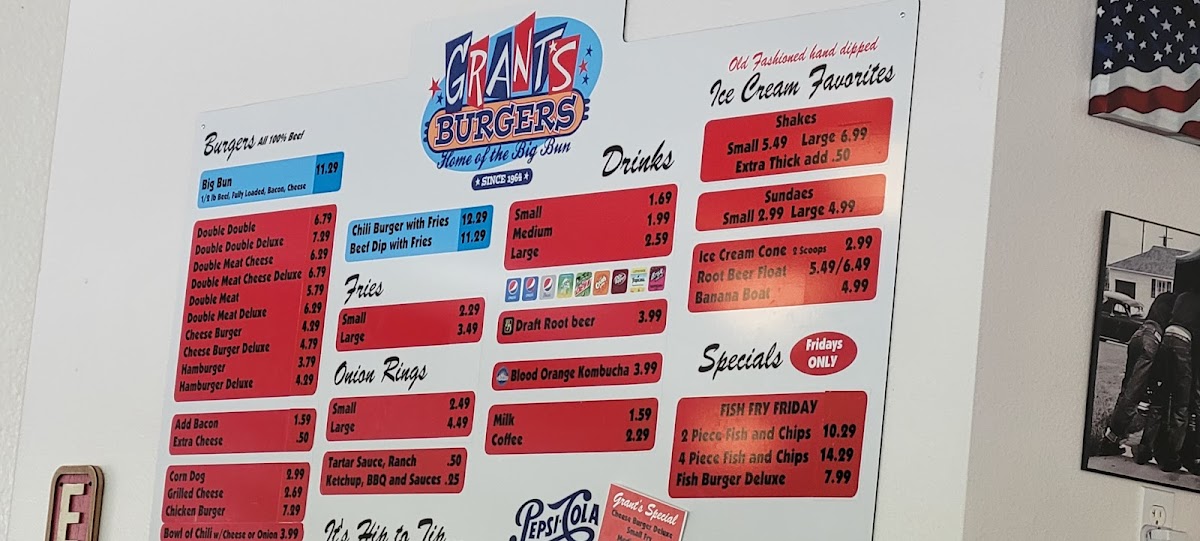 GRANT'S
BURGERS
Home of the Big Bun
★ SINCE 1964 ★
Burgers All 100% Beef
Big Bun 11.29
1/2 lb Beef, Fully Loaded, Bacon, Cheese
Double Double 6.79
Double Double Deluxe 7.29
Double Meat Cheese 6.29
Double Meat Cheese Deluxe 6.79
Double Meat 5.79
Double Meat Deluxe 6.29
Cheese Burger 4.29
Cheese Burger Deluxe 4.79
Hamburger 3.79
Hamburger Deluxe 4.29
Add Bacon 1.59
Extra Cheese .50
Corn Dog 2.99
Grilled Cheese 2.69
Chicken Burger 7.29
Bowl of Chili w/Cheese or Onion 3.99
Chili Burger with Fries 12.29
Beef Dip with Fries 11.29
Fries
Small 2.29
Large 3.49
Onion Rings
Small 2.49
Large 4.49
Tartar Sauce, Ranch .50
Ketchup, BBQ and Sauces .25
It's Hip to Tip
Drinks
Small 1.69
Medium 1.99
Large 2.59
Draft Root beer 3.99
Blood Orange Kombucha 3.99
Milk 1.59
Coffee 2.29
PEPSI-COLA
Grant's Special
Cheese Burger Deluxe
Small Fry
Old Fashioned hand dipped
Ice Cream Favorites
Shakes
Small 5.49 Large 6.99
Extra Thick add .50
Sundaes
Small 2.99 Large 4.99
Ice Cream Cone 2 Scoops 2.99
Root Beer Float 5.49/6.49
Banana Boat 4.99
Specials
Fridays
ONLY
FISH FRY FRIDAY
2 Piece Fish and Chips 10.29
4 Piece Fish and Chips 14.29
Fish Burger Deluxe 7.99
E